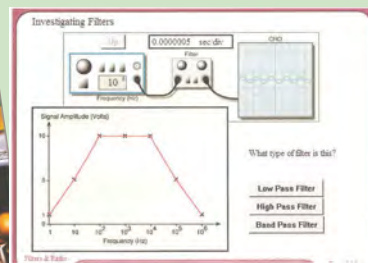 Investigating Filters
0.0000005 sec/div
CRO
Filter
10
Frequency (Hz)
Signal Amplitude (Volts)
10
5
1
1 10 10² 10³ 10⁴ 10⁵ 10⁶
Frequency (Hz)
What type of filter is this?
Low Pass Filter
High Pass Filter
Band Pass Filter